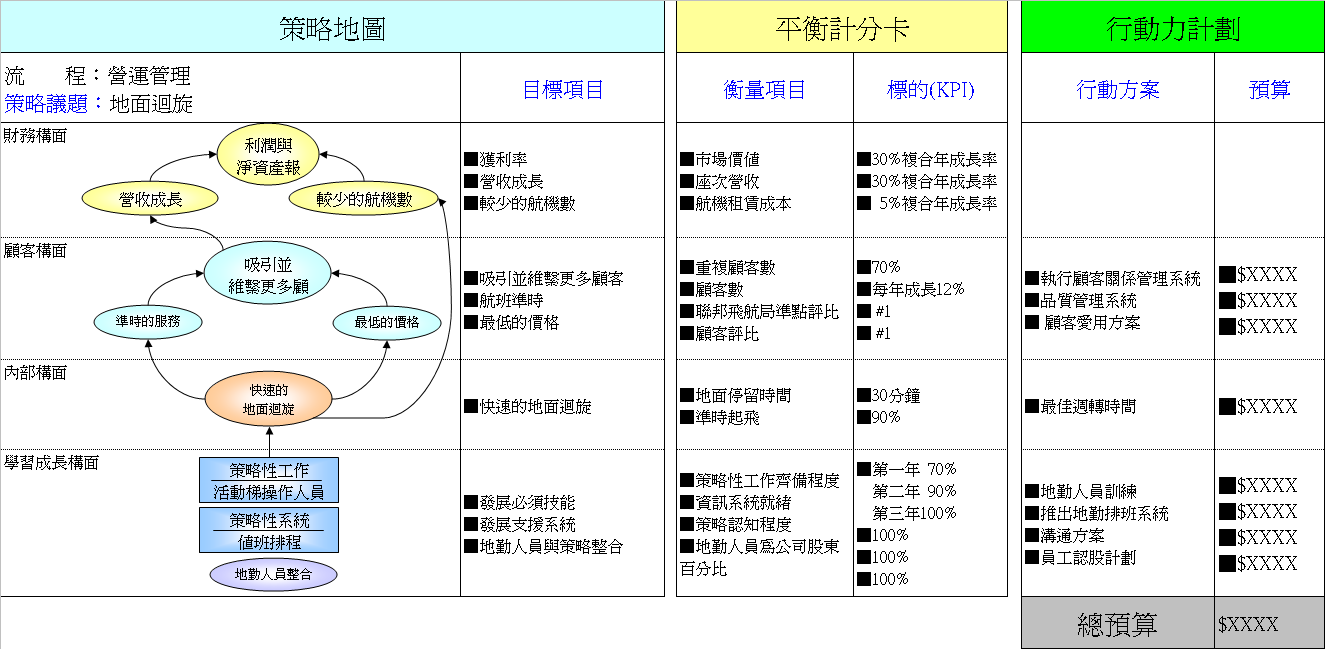 策略地圖
平衡計分卡
行動力計劃
流　　程：營運管理
策略議題：地面迴旋
目標項目
衡量項目
標的(KPI)
行動方案
預算
財務構面
利潤與
淨資產報
營收成長
較少的航機數
■獲利率
■營收成長
■較少的航機數
■市場價值
■座次營收
■航機租賃成本
■30%複合年成長率
■30%複合年成長率
■ 5%複合年成長率
顧客構面
吸引並
維繫更多顧
準時的服務
最低的價格
■吸引並維繫更多顧客
■航班準時
■最低的價格
■重複顧客數
■顧客數
■聯邦飛航局準點評比
■顧客評比
■70%
■每年成長12%
■ #1
■ #1
■執行顧客關係管理系統
■品質管理系統
■ 顧客愛用方案
■$XXXX
■$XXXX
■$XXXX
內部構面
快速的
地面迴旋
■快速的地面迴旋
■地面停留時間
■準時起飛
■30分鐘
■90%
■最佳週轉時間
■$XXXX
學習成長構面
策略性工作
活動梯操作人員
策略性系統
值班排程
地勤人員整合
■發展必須技能
■發展支援系統
■地勤人員與策略整合
■策略性工作齊備程度
■資訊系統就緒
■策略認知程度
■地勤人員為公司股東
百分比
■第一年 70%
第二年 90%
第三年100%
■100%
■100%
■100%
■地勤人員訓練
■推出地勤排班系統
■溝通方案
■員工認股計劃
■$XXXX
■$XXXX
■$XXXX
■$XXXX
總預算
$XXXX